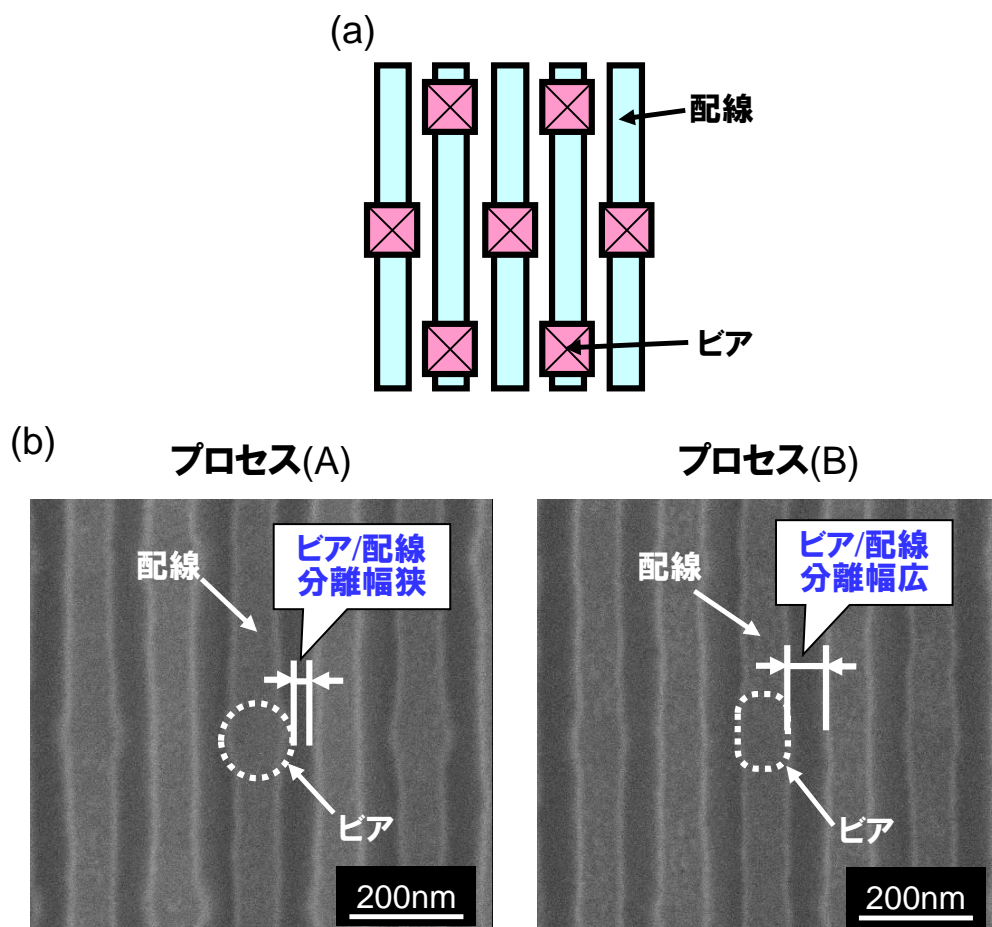 (a)
配線
ビア
(b)
プロセス(A)
配線
ビア/配線
分離幅狭
ビア
200nm
プロセス(B)
配線
ビア/配線
分離幅広
ビア
200nm